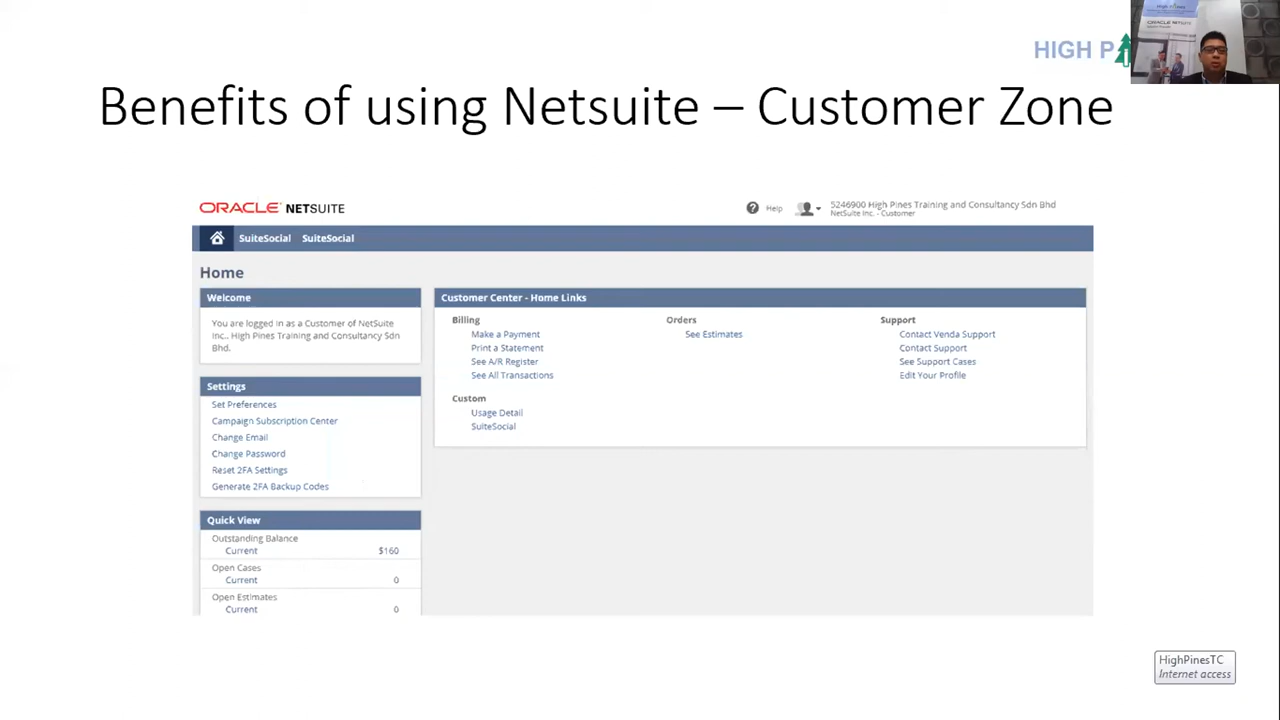 HIGH P
ORACLE NETSUITE
Benefits of using Netsuite – Customer Zone
ORACLE NETSUITE
Help
5246900 High Pines Training and Consultancy Sdn Bhd
NetSuite Inc. - Customer
SuiteSocial SuiteSocial
Home
Welcome
You are logged in as a Customer of NetSuite
Inc.. High Pines Training and Consultancy Sdn
Bhd.
Settings
Set Preferences
Campaign Subscription Center
Change Email
Change Password
Reset 2FA Settings
Generate 2FA Backup Codes
Quick View
Outstanding Balance
Current $160
Open Cases
Current 0
Open Estimates
Current 0
Customer Center - Home Links
Billing
Make a Payment
Print a Statement
See A/R Register
See All Transactions
Custom
Usage Detail
SuiteSocial
Orders
See Estimates
Support
Contact Venda Support
Contact Support
See Support Cases
Edit Your Profile
HighPinesTC
Internet access